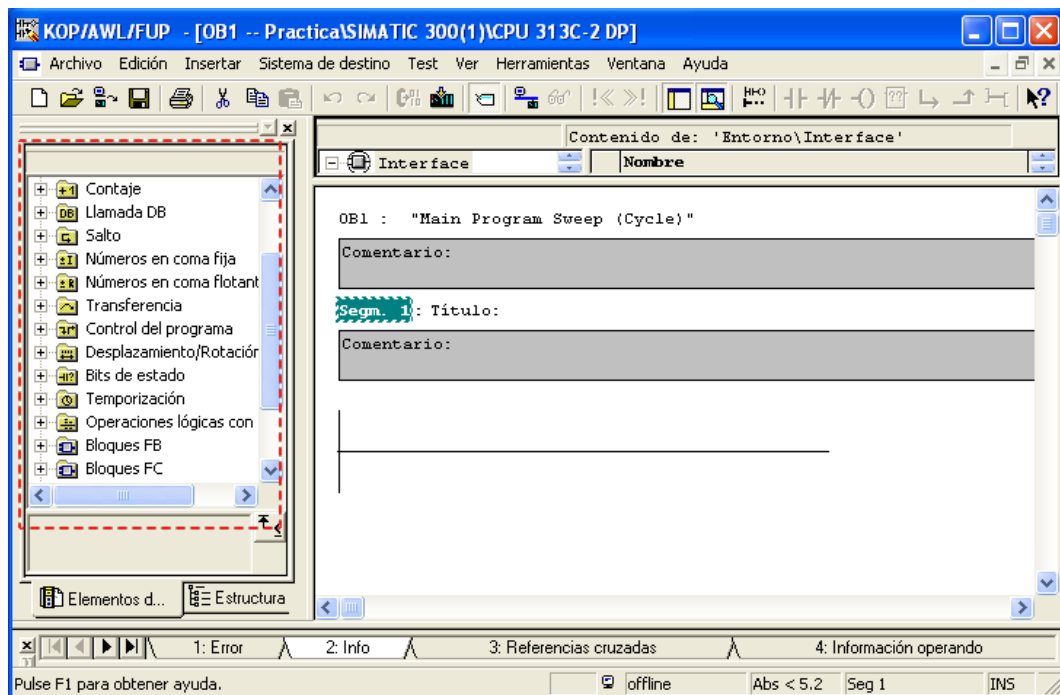 KOP/AWL/FUP - [OB1 -- Practica\SIMATIC 300(1)\CPU 313C-2 DP]
Archivo Edición Insertar Sistema de destino Test Ver Herramientas Ventana Ayuda
Contenido de: 'Entorno\Interface'
Interface
Nombre
Contaje
Llamada DB
Salto
Números en coma fija
Números en coma flotant
Transferencia
Control del programa
Desplazamiento/Rotación
Bits de estado
Temporización
Operaciones lógicas con
Bloques FB
Bloques FC
Elementos d...
Estructura
OB1 : "Main Program Sweep (Cycle)"
Comentario:
Segm. 1: Título:
Comentario:
1: Error
2: Info
3: Referencias cruzadas
4: Información operando
Pulse F1 para obtener ayuda.
offline
Abs < 5.2
Seg 1
INS